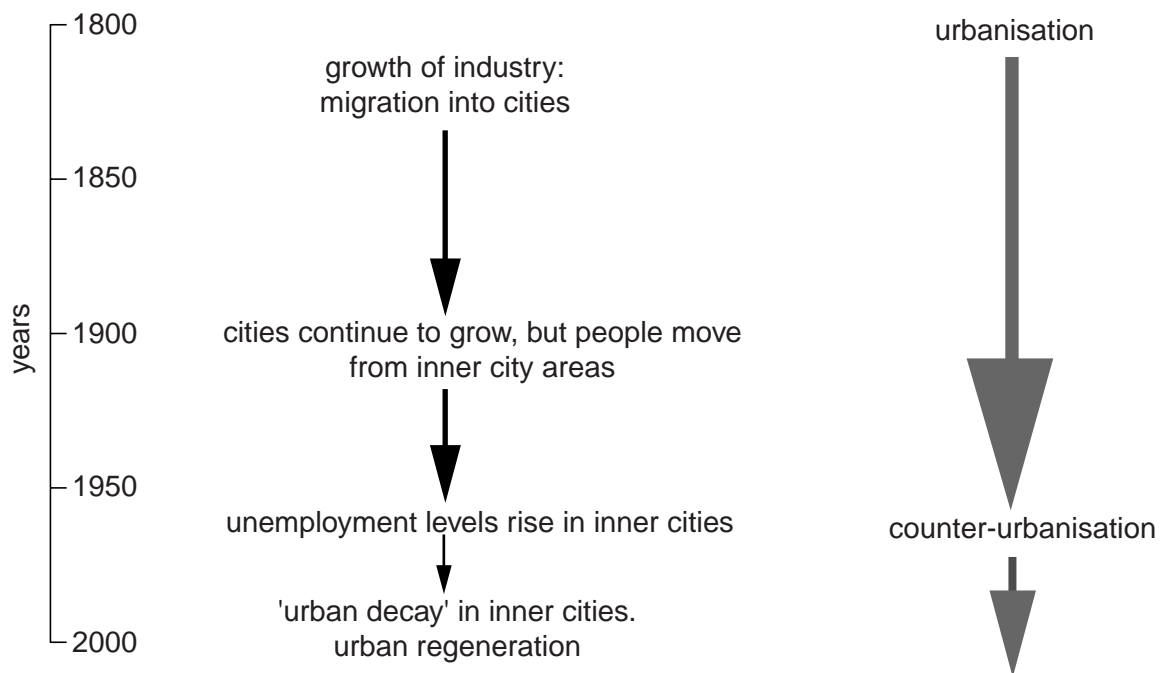 1800
urbanisation
growth of industry:
migration into cities
1850
years
1900
cities continue to grow, but people move
from inner city areas
1950
unemployment levels rise in inner cities
counter-urbanisation
'urban decay' in inner cities.
urban regeneration
2000